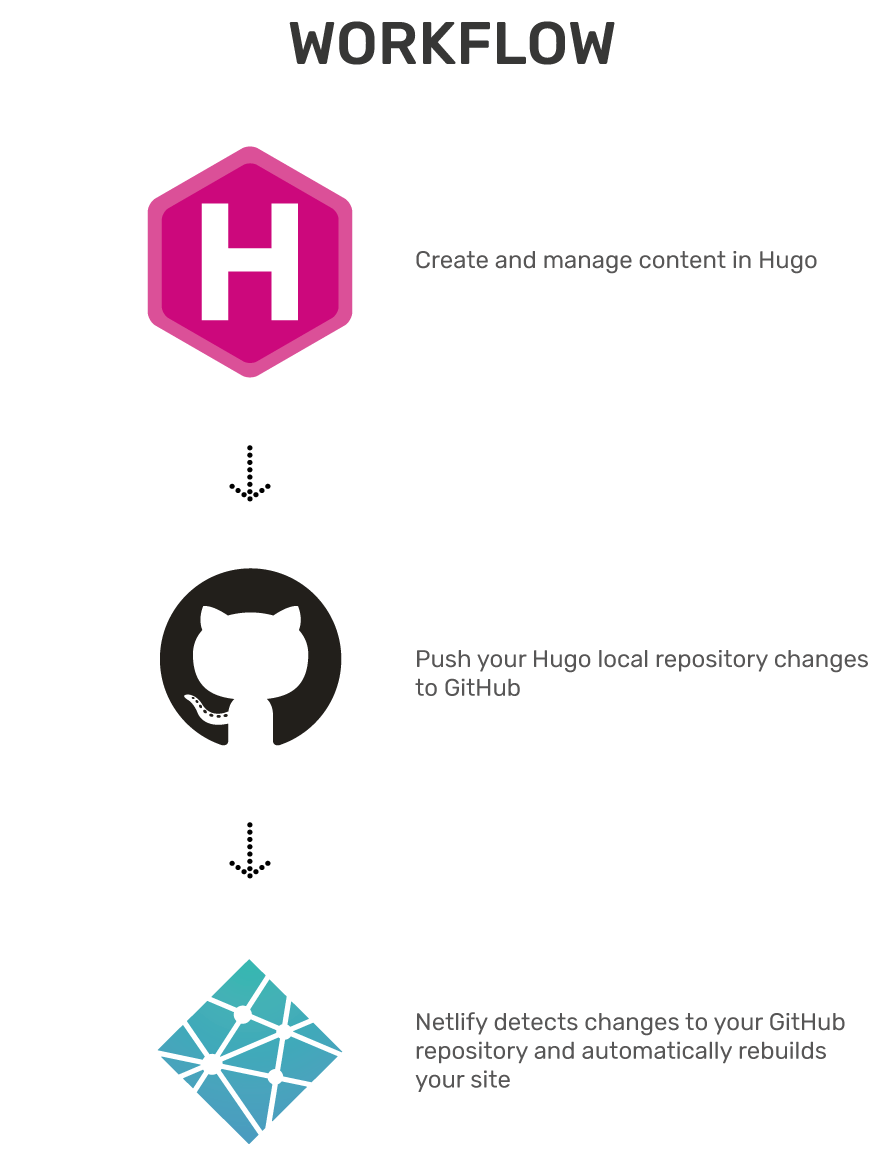 WORKFLOW
H
Create and manage content in Hugo
Push your Hugo local repository changes
to GitHub
Netlify detects changes to your GitHub
repository and automatically rebuilds
your site